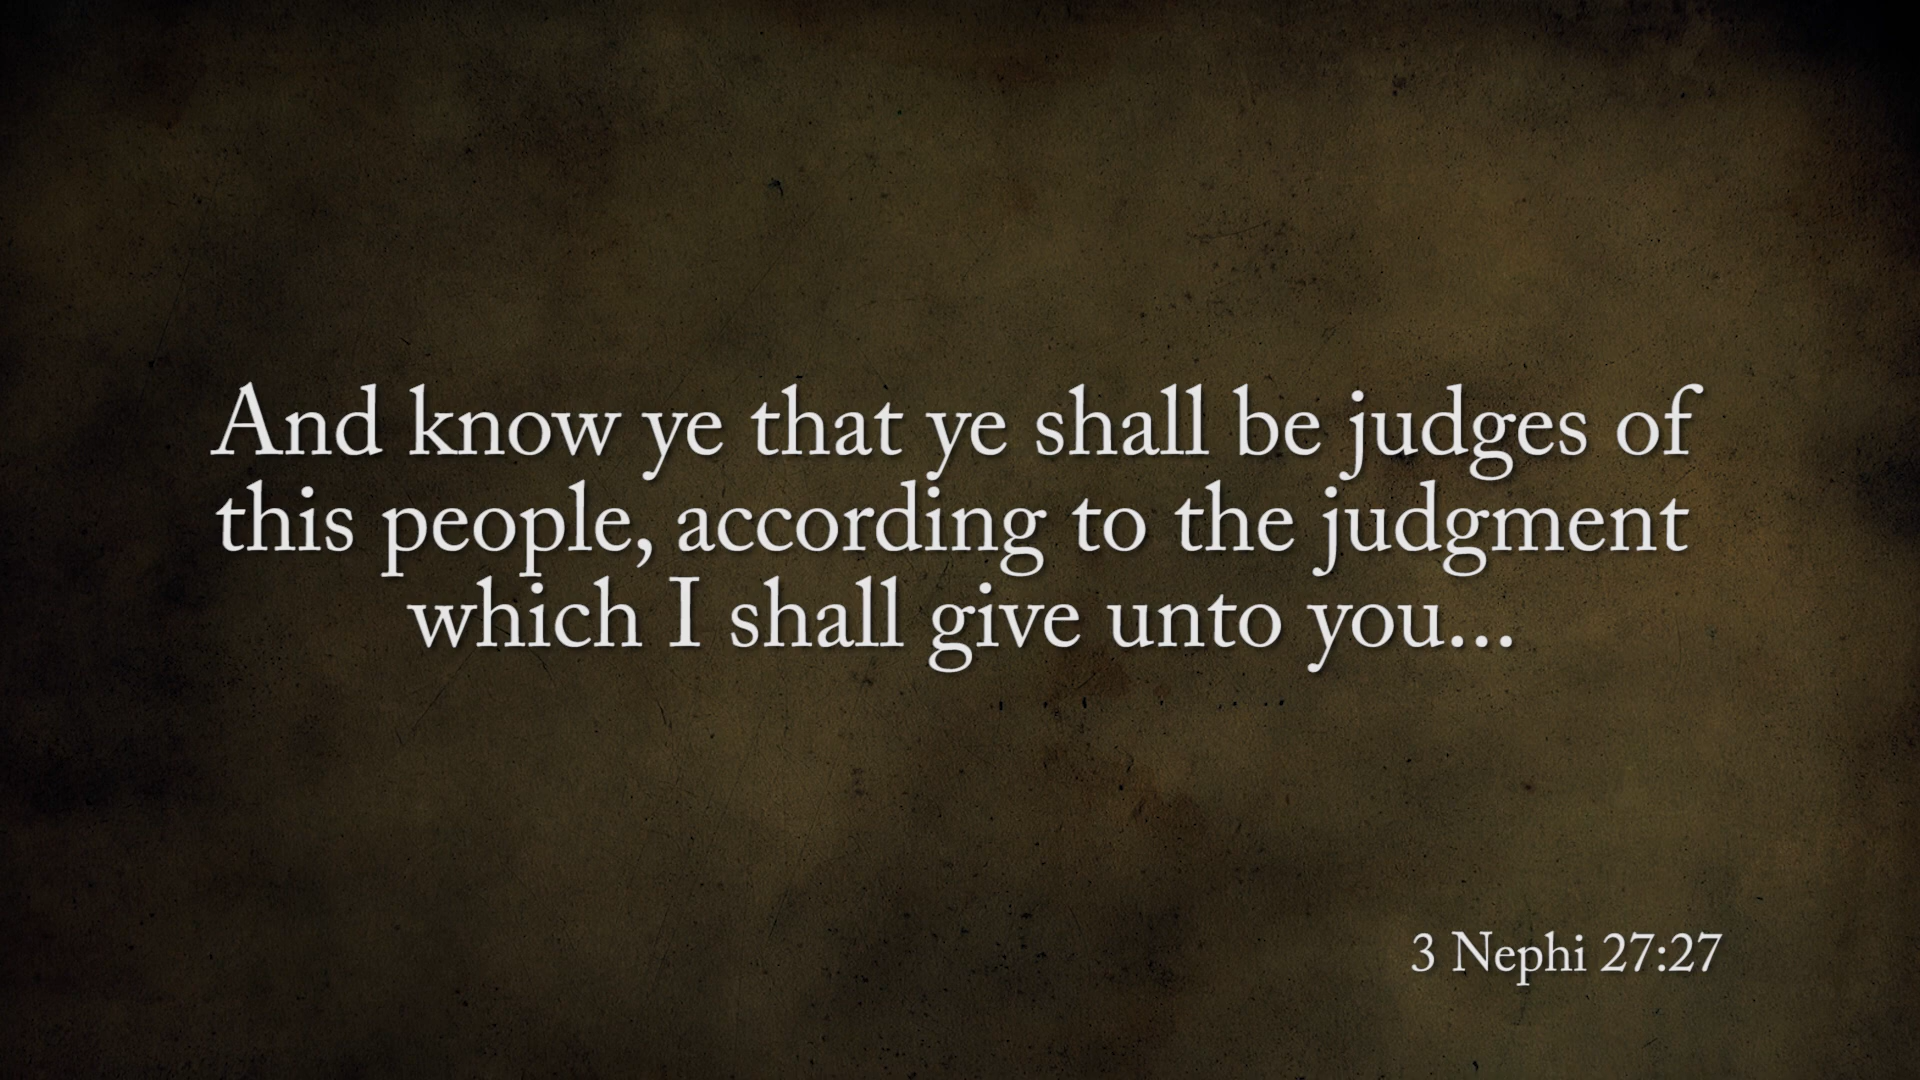 And know ye that ye shall be judges of
this people, according to the judgment
which I shall give unto you...
3 Nephi 27:27